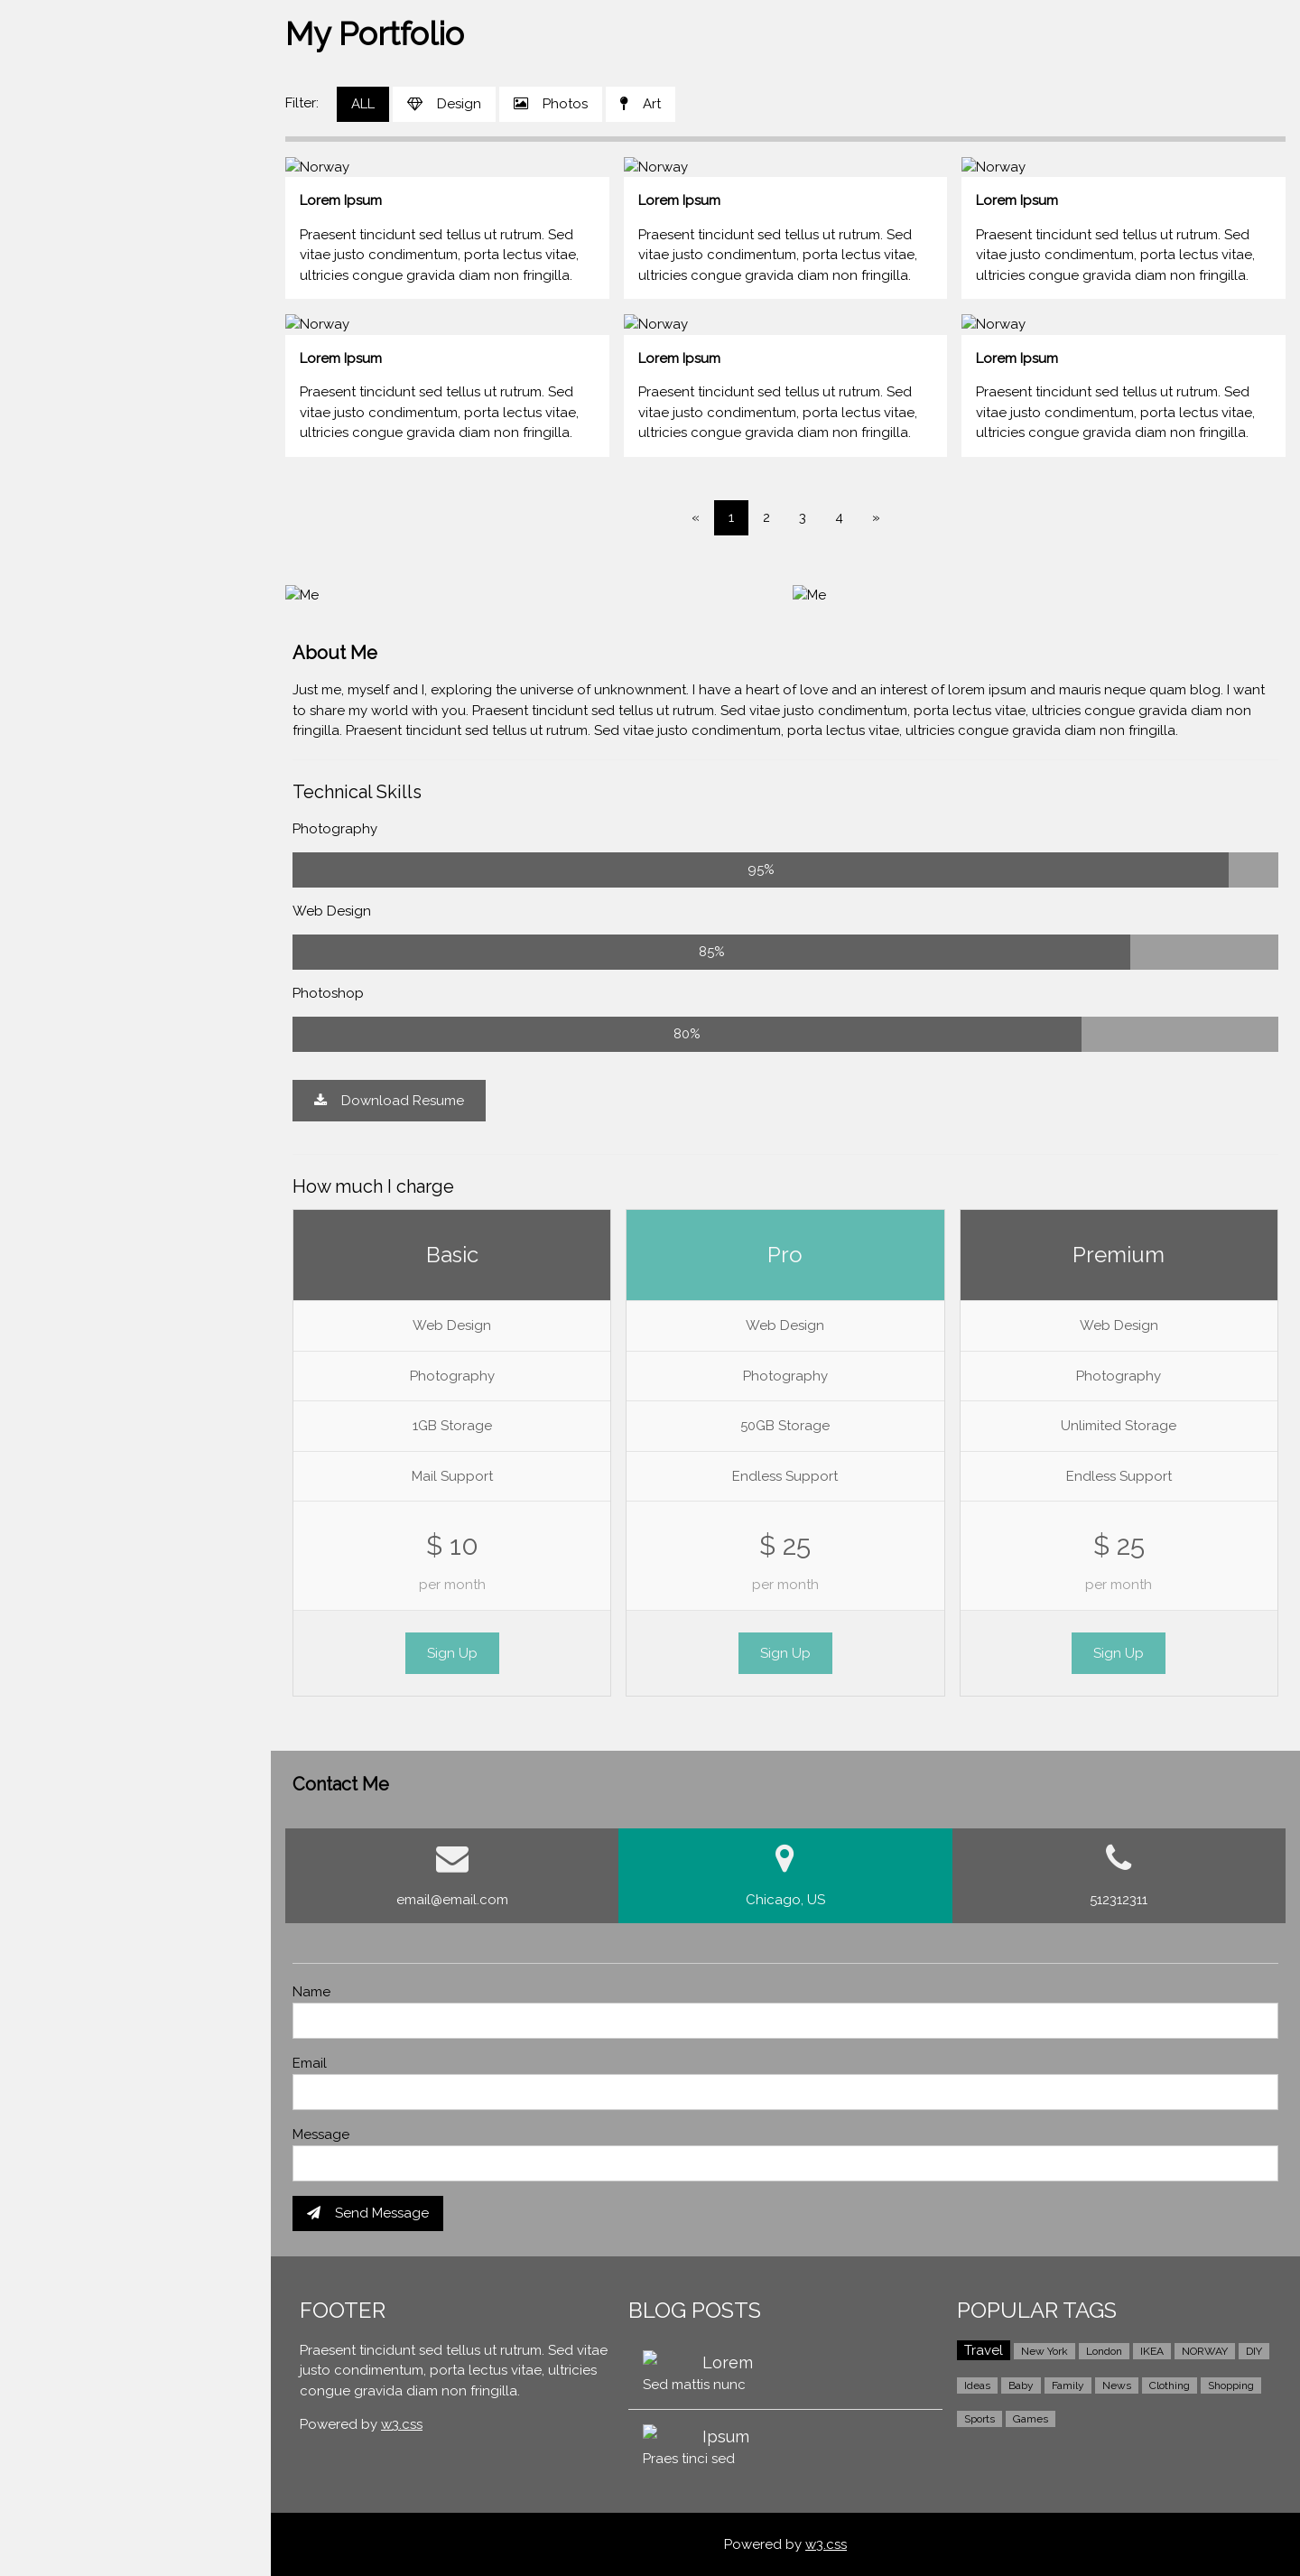 My Portfolio
Filter: ALL Design Photos Art
Norway Norway Norway
Lorem Ipsum
Praesent tincidunt sed tellus ut rutrum. Sed
vitae justo condimentum, porta lectus vitae,
ultricies congue gravida diam non fringilla.
Lorem Ipsum
Praesent tincidunt sed tellus ut rutrum. Sed
vitae justo condimentum, porta lectus vitae,
ultricies congue gravida diam non fringilla.
Lorem Ipsum
Praesent tincidunt sed tellus ut rutrum. Sed
vitae justo condimentum, porta lectus vitae,
ultricies congue gravida diam non fringilla.
Norway Norway Norway
Lorem Ipsum
Praesent tincidunt sed tellus ut rutrum. Sed
vitae justo condimentum, porta lectus vitae,
ultricies congue gravida diam non fringilla.
Lorem Ipsum
Praesent tincidunt sed tellus ut rutrum. Sed
vitae justo condimentum, porta lectus vitae,
ultricies congue gravida diam non fringilla.
Lorem Ipsum
Praesent tincidunt sed tellus ut rutrum. Sed
vitae justo condimentum, porta lectus vitae,
ultricies congue gravida diam non fringilla.
« 1 2 3 4 »
Me Me
About Me
Just me, myself and I, exploring the universe of unknownment. I have a heart of love and an interest of lorem ipsum and mauris neque quam blog. I want
to share my world with you. Praesent tincidunt sed tellus ut rutrum. Sed vitae justo condimentum, porta lectus vitae, ultricies congue gravida diam non
fringilla. Praesent tincidunt sed tellus ut rutrum. Sed vitae justo condimentum, porta lectus vitae, ultricies congue gravida diam non fringilla.
Technical Skills
Photography
95%
Web Design
85%
Photoshop
80%
Download Resume
How much I charge
Basic
Web Design
Photography
1GB Storage
Mail Support
$ 10
per month
Sign Up
Pro
Web Design
Photography
50GB Storage
Endless Support
$ 25
per month
Sign Up
Premium
Web Design
Photography
Unlimited Storage
Endless Support
$ 25
per month
Sign Up
Contact Me
email@email.com
Chicago, US
512312311
Name
Email
Message
Send Message
FOOTER
Praesent tincidunt sed tellus ut rutrum. Sed vitae
justo condimentum, porta lectus vitae, ultricies
congue gravida diam non fringilla.
Powered by w3.css
BLOG POSTS
Lorem
Sed mattis nunc
Ipsum
Praes tinci sed
POPULAR TAGS
Travel New York London IKEA NORWAY DIY
Ideas Baby Family News Clothing Shopping
Sports Games
Powered by w3.css